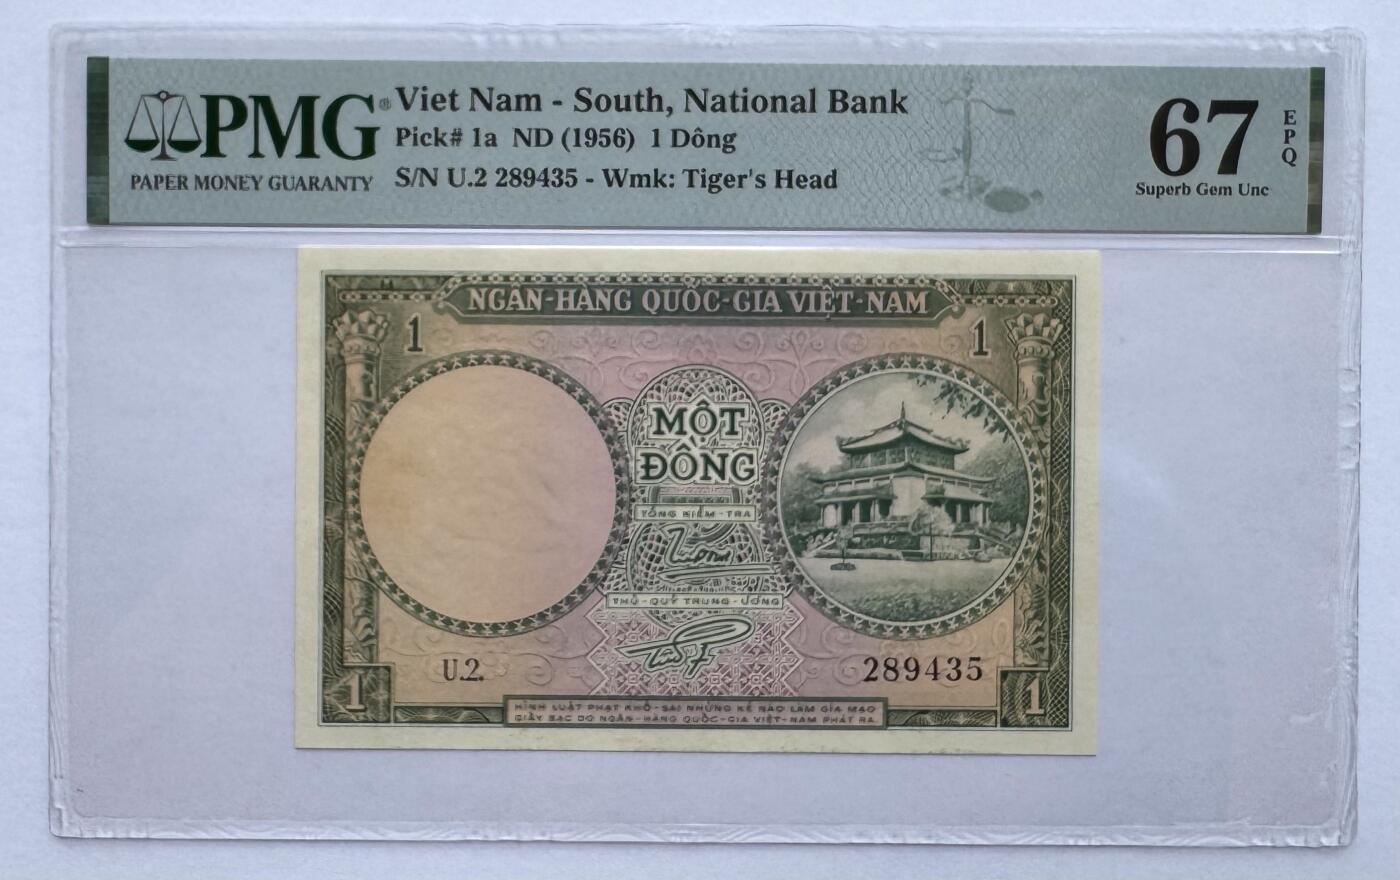 PMG®
PAPER MONEY GUARANTY
Viet Nam - South, National Bank
Pick# 1a ND (1956) 1 Dông
S/N U.2 289435 - Wmk: Tiger's Head
67
EPQ
Superb Gem Unc
NGÂN-HÀNG QUỐC-GIA VIỆT-NAM
1
1
MỘT
ĐỒNG
TỔNG KIỂM-TRA
THỦ-QUỸ TRUNG-ƯƠNG
U.2.
289435
1
1
HÌNH LUẬT PHẠT KHỔ-SAI NHỮNG KẺ NÀO LÀM GIẢ MẠO
GIẤY BẠC DO NGÂN-HÀNG QUỐC-GIA VIỆT-NAM PHÁT RA